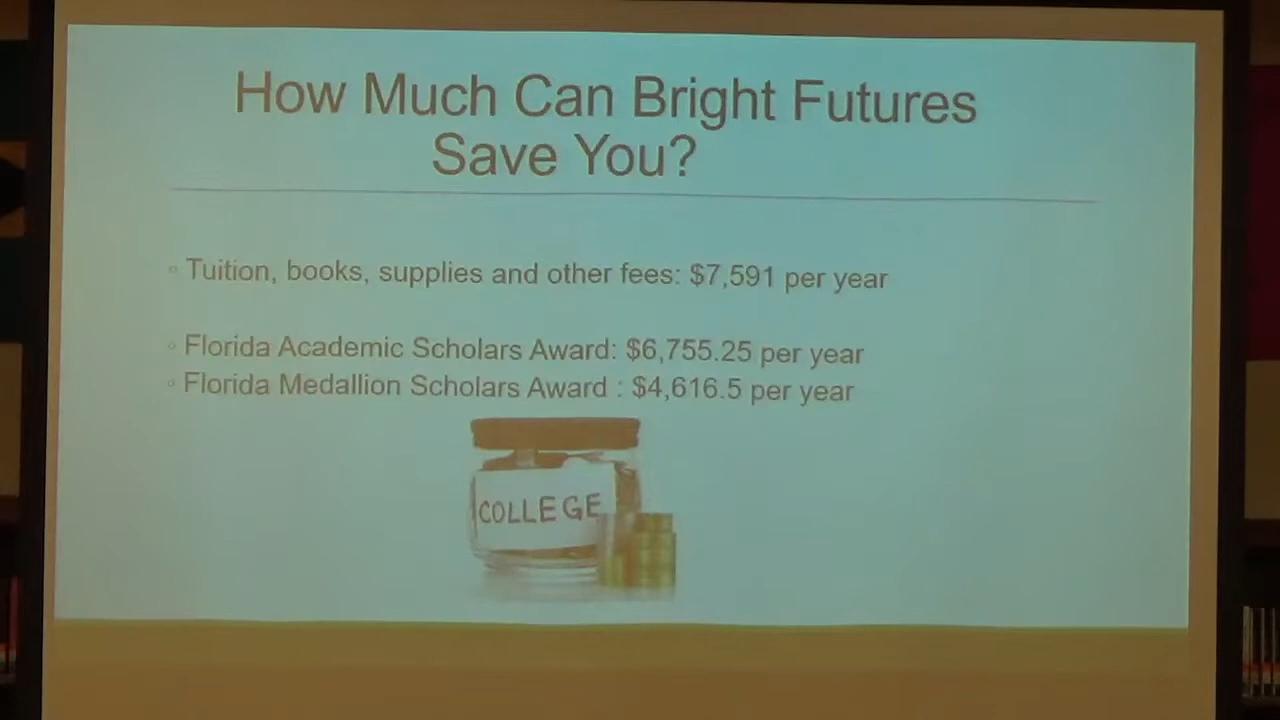 How Much Can Bright Futures
Save You?
Tuition, books, supplies and other fees: $7,591 per year
Florida Academic Scholars Award: $6,755.25 per year
Florida Medallion Scholars Award : $4,616.5 per year
COLLEGE